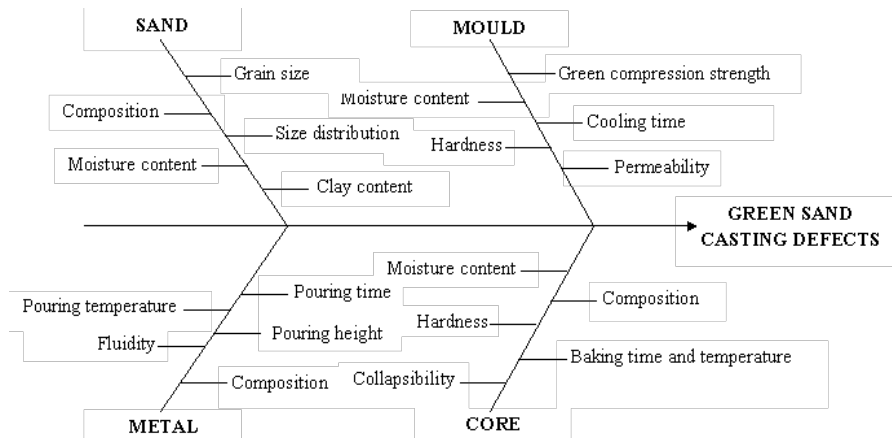 SAND
MOULD
Grain size
Green compression strength
Composition
Moisture content
Size distribution
Cooling time
Hardness
Moisture content
Permeability
Clay content
GREEN SAND
CASTING DEFECTS
Moisture content
Pouring time
Composition
Pouring temperature
Hardness
Pouring height
Fluidity
Baking time and temperature
Composition
Collapsibility
METAL
CORE